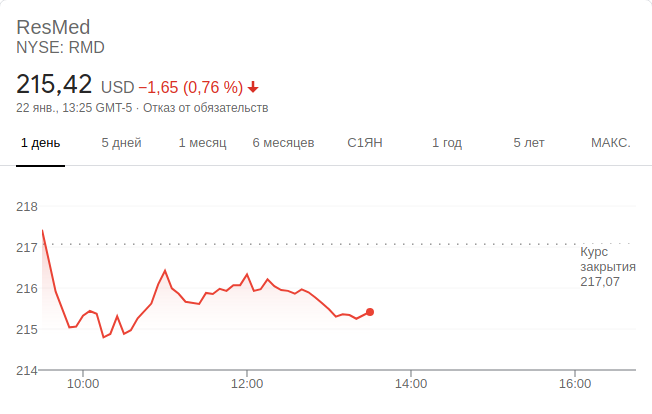 ResMed
NYSE: RMD
215,42 USD −1,65 (0,76 %)
22 янв., 13:25 GMT-5 · Отказ от обязательств
1 день 5 дней 1 месяц 6 месяцев С1ЯН 1 год 5 лет МАКС.
218
217
Курс
закрытия
217,07
216
215
214
10:00 12:00 14:00 16:00